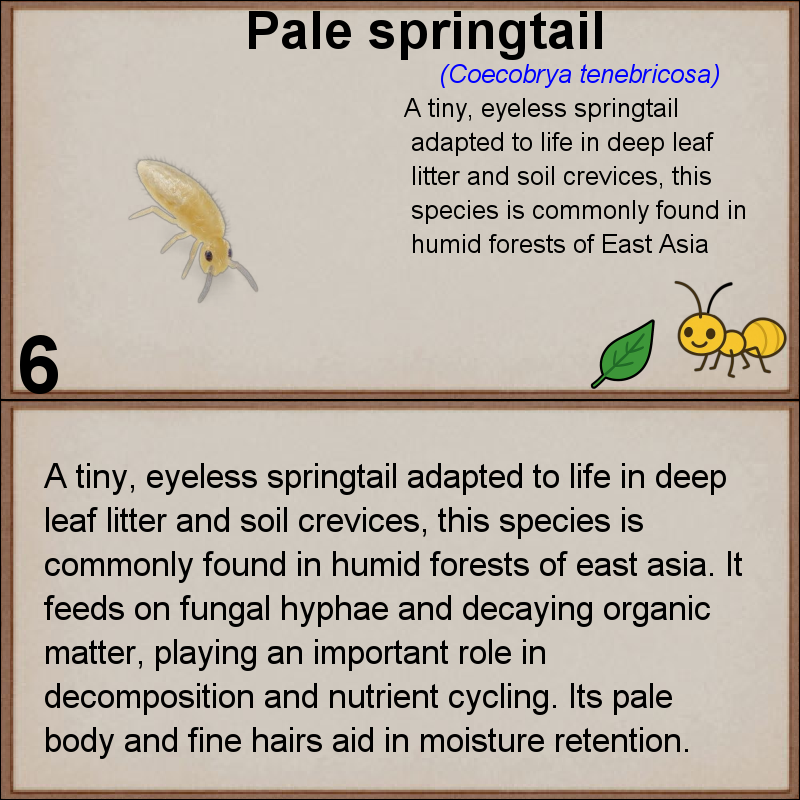 Pale springtail
(Coecobrya tenebricosa)
A tiny, eyeless springtail
adapted to life in deep leaf
litter and soil crevices, this
species is commonly found in
humid forests of East Asia
6
A tiny, eyeless springtail adapted to life in deep
leaf litter and soil crevices, this species is
commonly found in humid forests of east asia. It
feeds on fungal hyphae and decaying organic
matter, playing an important role in
decomposition and nutrient cycling. Its pale
body and fine hairs aid in moisture retention.